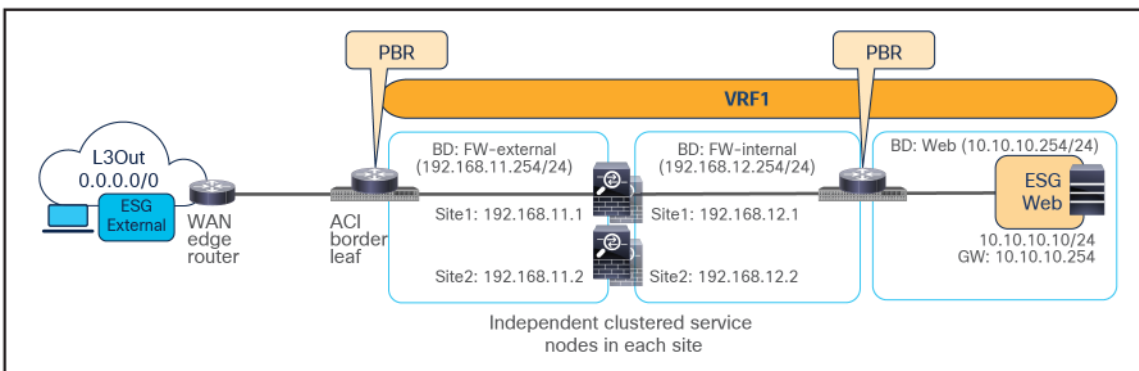 PBR
PBR
VRF1
L3Out
0.0.0.0/0
ESG
External
WAN
edge
router
ACI
border
leaf
BD: FW-external
(192.168.11.254/24)
Site1: 192.168.11.1
Site2: 192.168.11.2
BD: FW-internal
(192.168.12.254/24)
Site1: 192.168.12.1
Site2: 192.168.12.2
BD: Web (10.10.10.254/24)
ESG
Web
10.10.10.10/24
GW: 10.10.10.254
Independent clustered service
nodes in each site